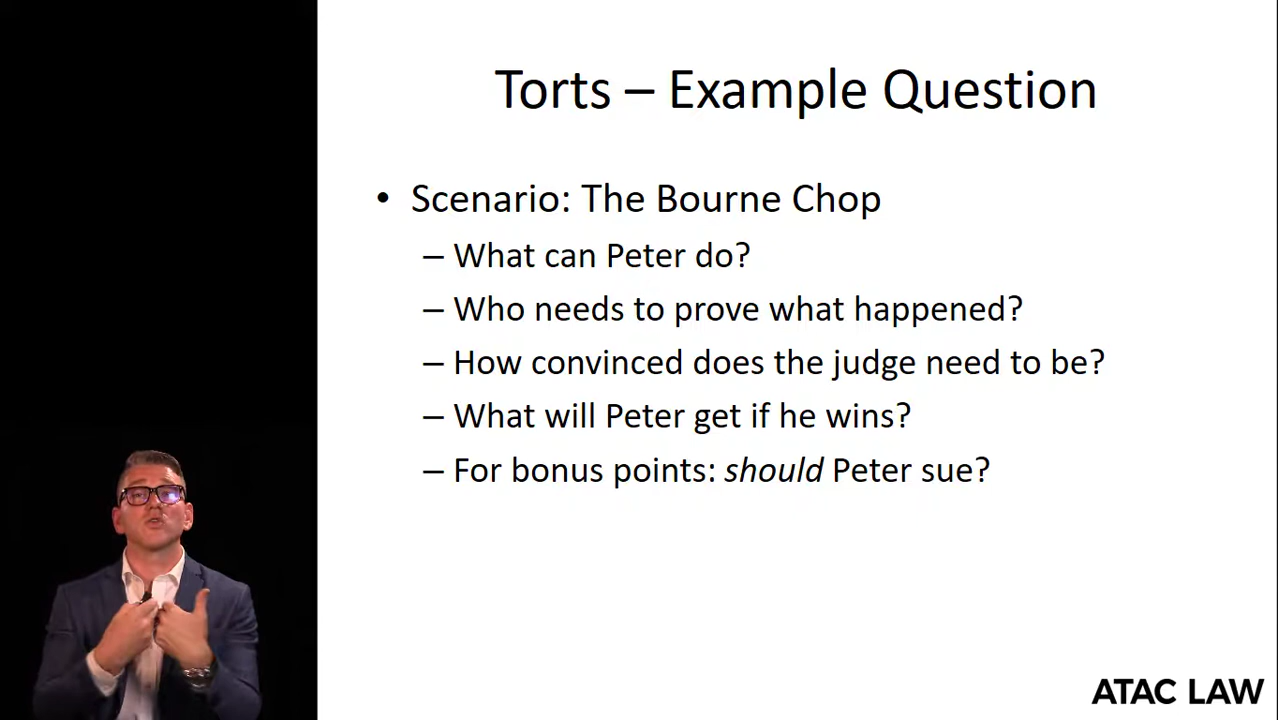 Torts – Example Question
• Scenario: The Bourne Chop
– What can Peter do?
– Who needs to prove what happened?
– How convinced does the judge need to be?
– What will Peter get if he wins?
– For bonus points: should Peter sue?
ATAC LAW